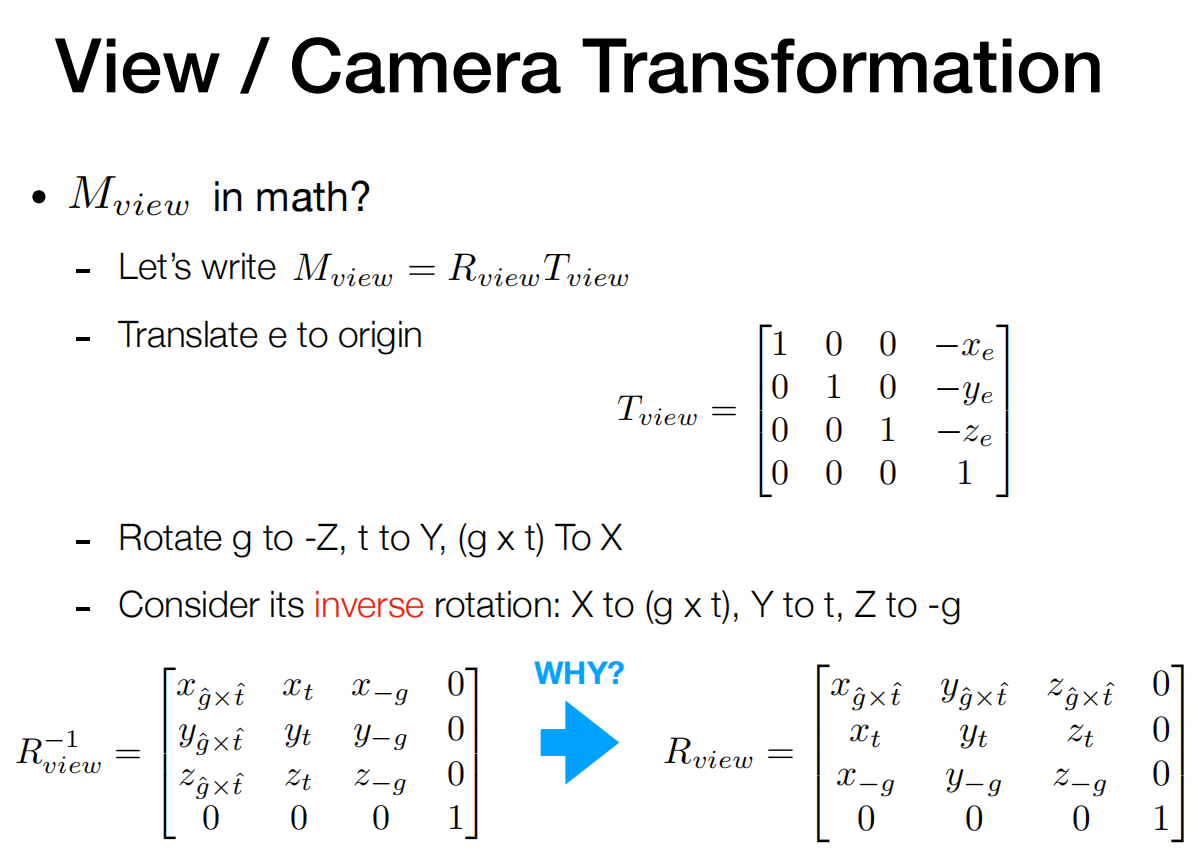 View / Camera Transformation
• $M_{view}$ in math?
- Let's write $M_{view} = R_{view}T_{view}$
- Translate e to origin
$T_{view} = \begin{bmatrix} 1 & 0 & 0 & -x_e \\ 0 & 1 & 0 & -y_e \\ 0 & 0 & 1 & -z_e \\ 0 & 0 & 0 & 1 \end{bmatrix}$
- Rotate g to -Z, t to Y, (g x t) To X
- Consider its inverse rotation: X to (g x t), Y to t, Z to -g
$R_{view}^{-1} = \begin{bmatrix} x_{\hat{g}\times\hat{t}} & x_t & x_{-g} & 0 \\ y_{\hat{g}\times\hat{t}} & y_t & y_{-g} & 0 \\ z_{\hat{g}\times\hat{t}} & z_t & z_{-g} & 0 \\ 0 & 0 & 0 & 1 \end{bmatrix}$
WHY?
$R_{view} = \begin{bmatrix} x_{\hat{g}\times\hat{t}} & y_{\hat{g}\times\hat{t}} & z_{\hat{g}\times\hat{t}} & 0 \\ x_t & y_t & z_t & 0 \\ x_{-g} & y_{-g} & z_{-g} & 0 \\ 0 & 0 & 0 & 1 \end{bmatrix}$